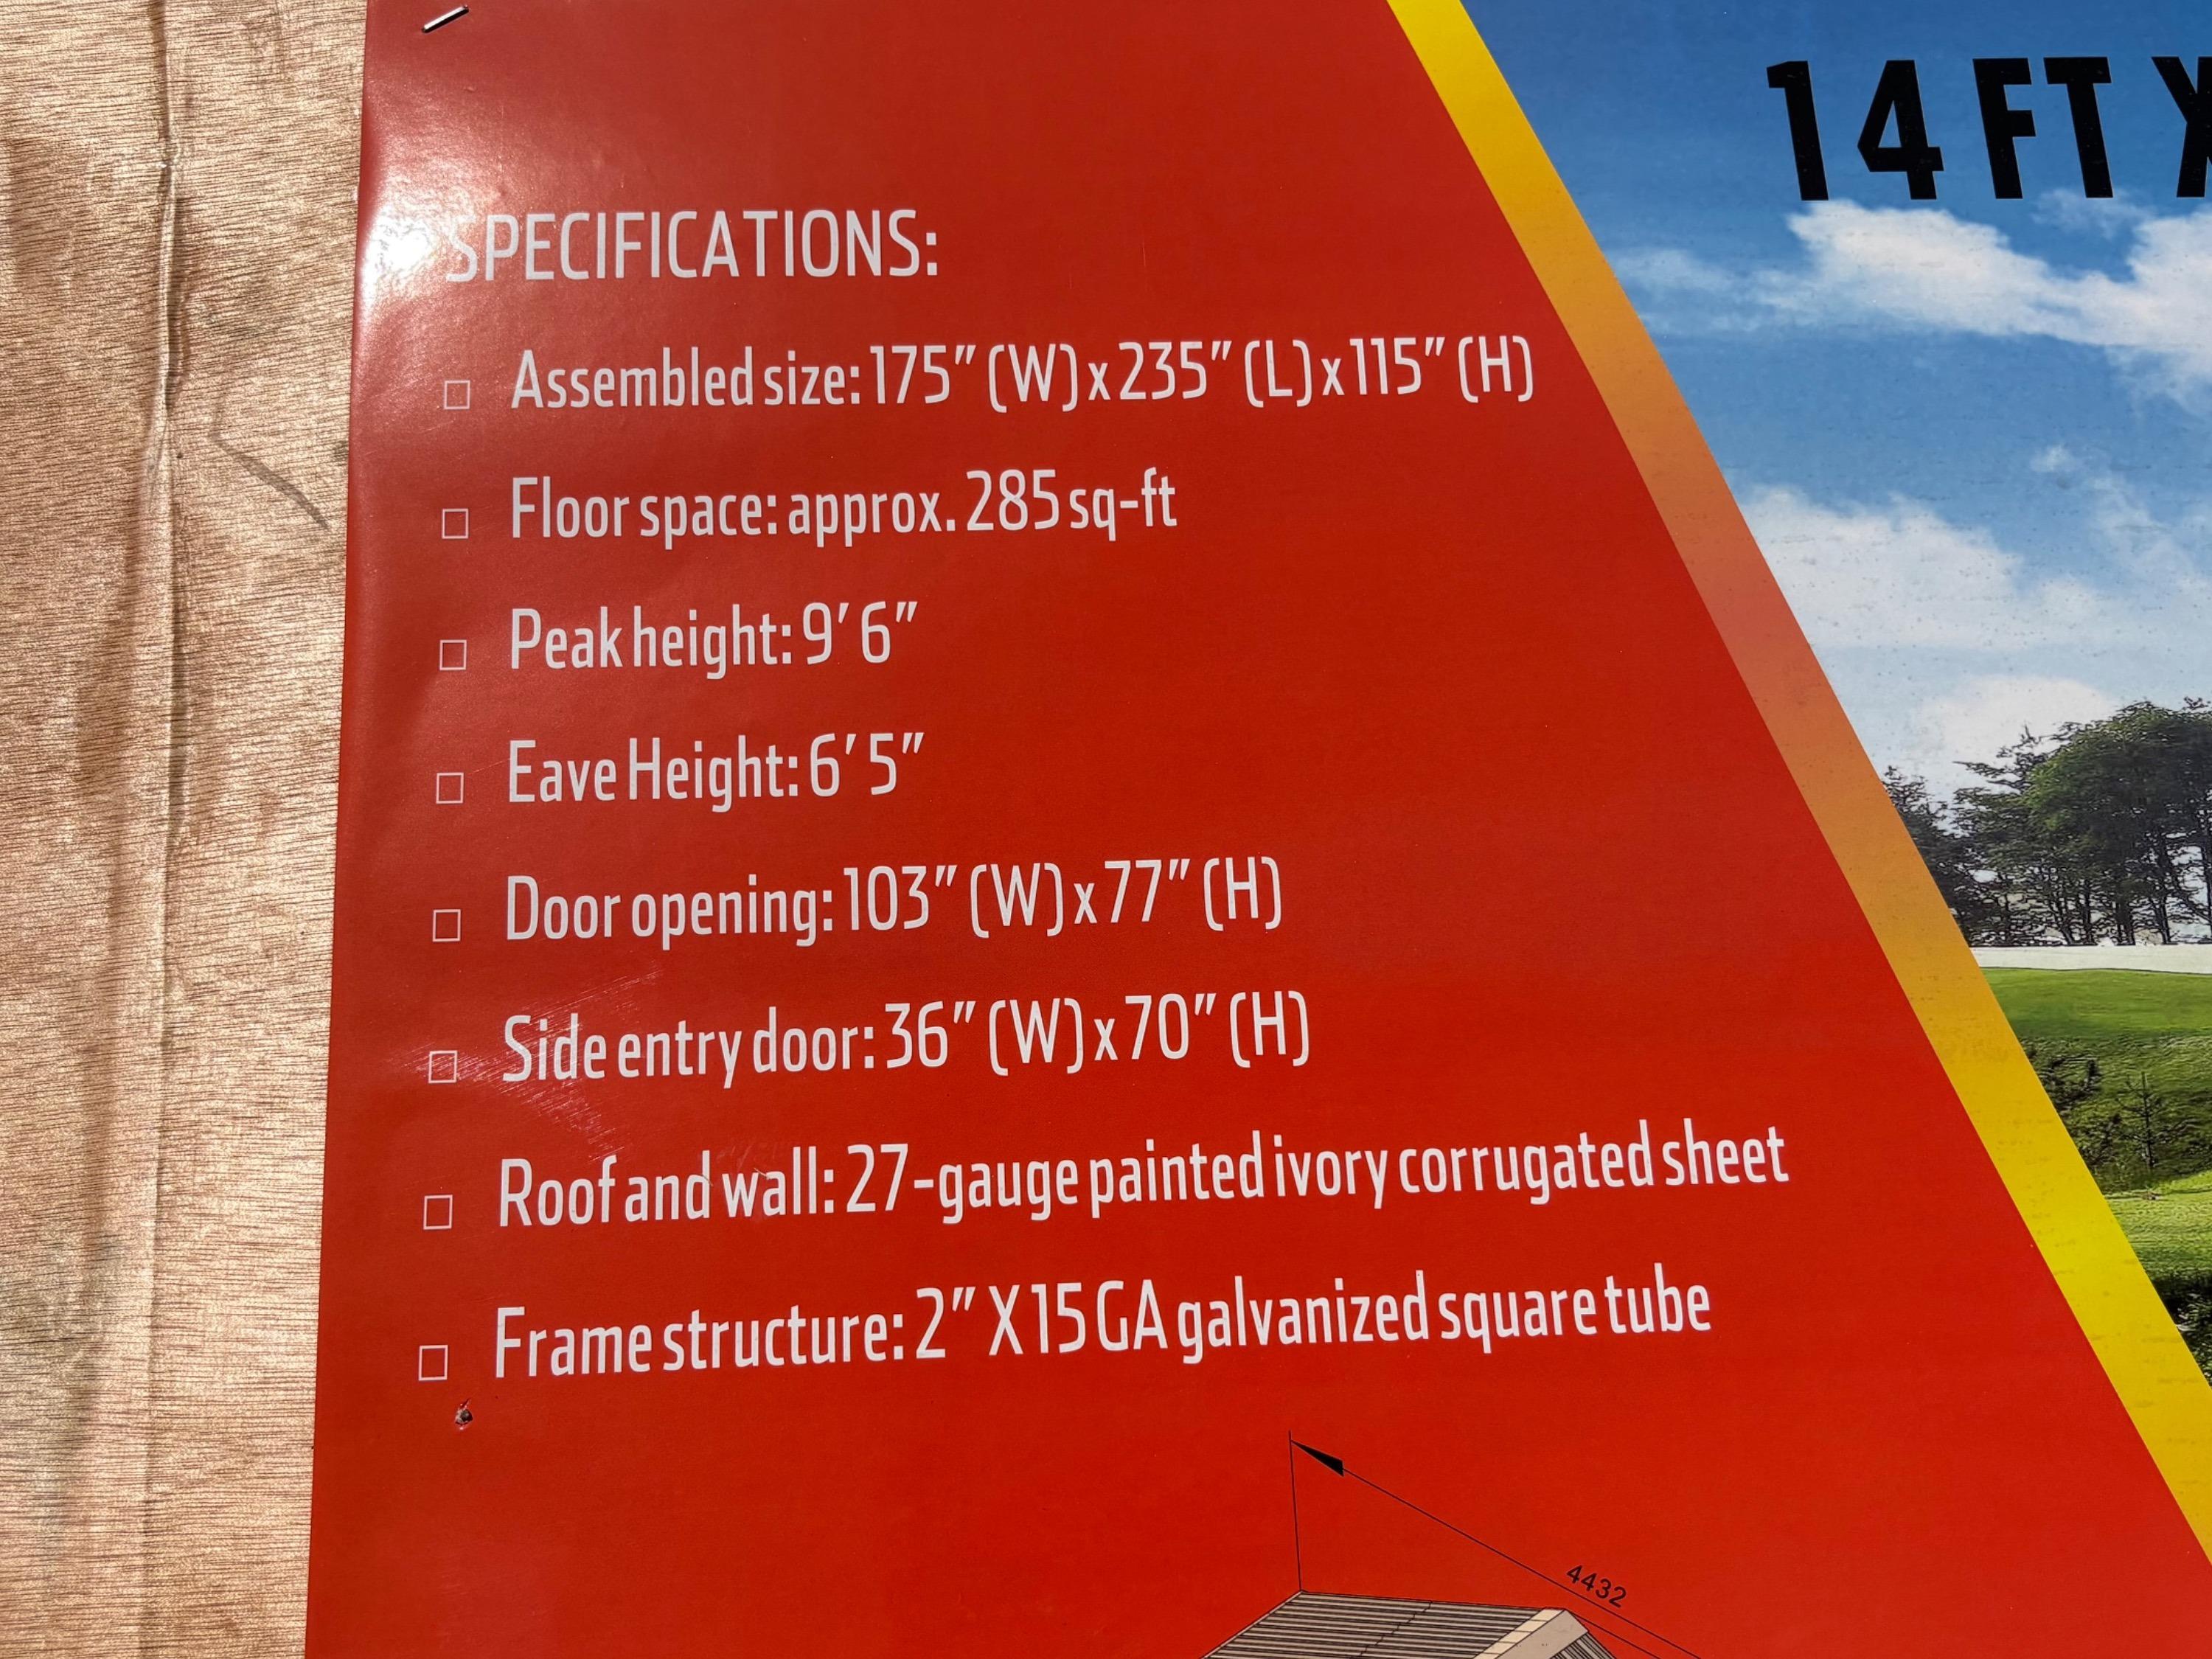 14 FT X
SPECIFICATIONS:
□ Assembled size: 175″ (W) x 235″ (L) x 115″ (H)
□ Floor space: approx. 285 sq-ft
□ Peak height: 9′ 6″
□ Eave Height: 6′ 5″
□ Door opening: 103″ (W) x 77″ (H)
□ Side entry door: 36″ (W) x 70″ (H)
□ Roof and wall: 27-gauge painted ivory corrugated sheet
□ Frame structure: 2″ X 15 GA galvanized square tube
4432